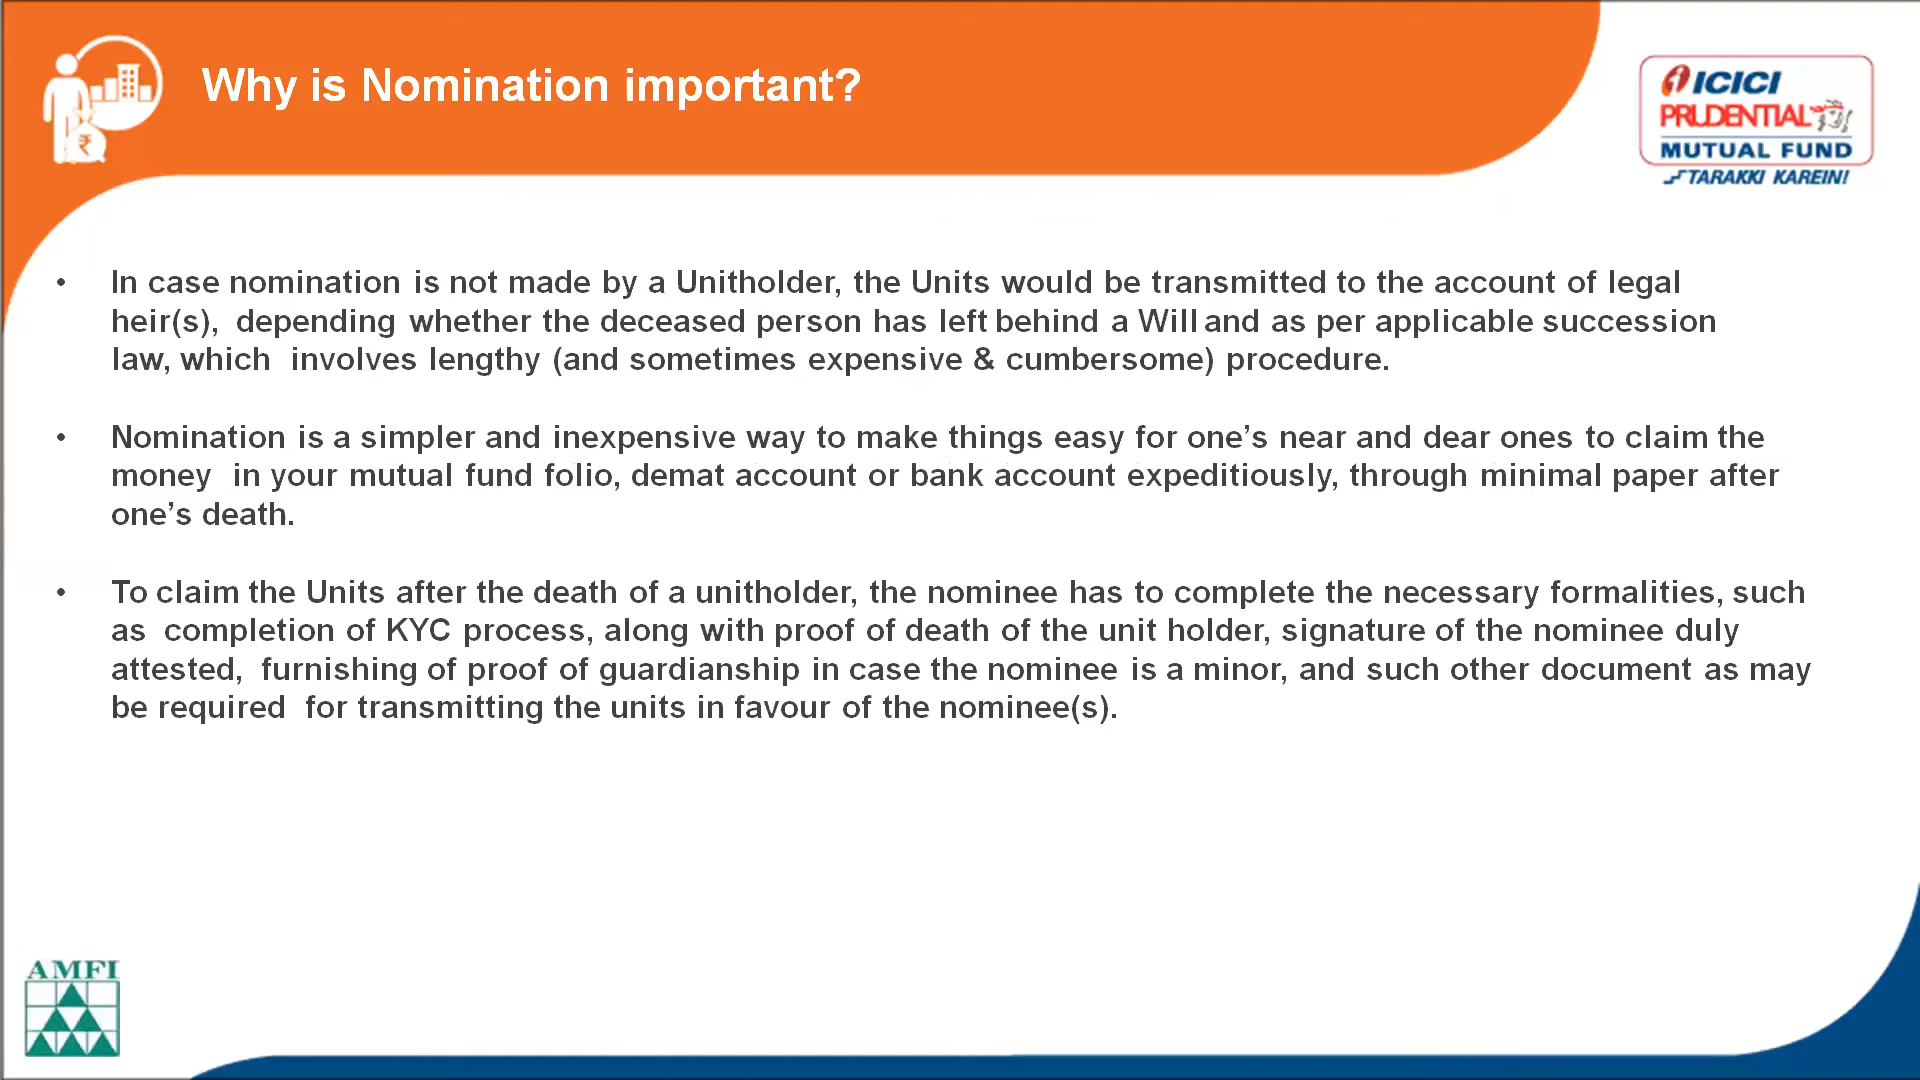 Why is Nomination important?
ICICI
PRUDENTIAL
MUTUAL FUND
TARAKKI KAREIN!
• In case nomination is not made by a Unitholder, the Units would be transmitted to the account of legal
heir(s), depending whether the deceased person has left behind a Will and as per applicable succession
law, which involves lengthy (and sometimes expensive & cumbersome) procedure.
• Nomination is a simpler and inexpensive way to make things easy for one’s near and dear ones to claim the
money in your mutual fund folio, demat account or bank account expeditiously, through minimal paper after
one’s death.
• To claim the Units after the death of a unitholder, the nominee has to complete the necessary formalities, such
as completion of KYC process, along with proof of death of the unit holder, signature of the nominee duly
attested, furnishing of proof of guardianship in case the nominee is a minor, and such other document as may
be required for transmitting the units in favour of the nominee(s).
AMFI